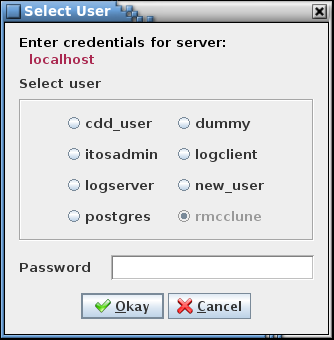 Select User
Enter credentials for server:
localhost
Select user
cdd_user dummy
itosadmin logclient
logserver new_user
postgres rmcclune
Password
Okay Cancel